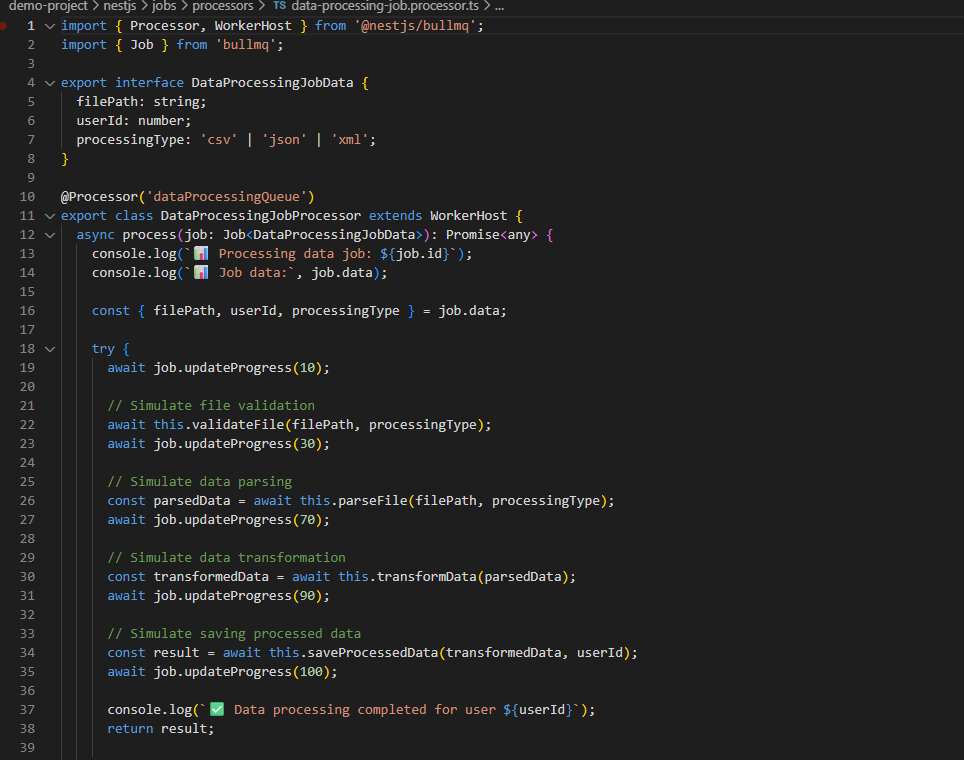 demo-project > nestjs > jobs > processors > TS data-processing-job.processor.ts > ...
1 import { Processor, WorkerHost } from '@nestjs/bullmq';
2 import { Job } from 'bullmq';
3
4 export interface DataProcessingJobData {
5   filePath: string;
6   userId: number;
7   processingType: 'csv' | 'json' | 'xml';
8 }
9
10 @Processor('dataProcessingQueue')
11 export class DataProcessingJobProcessor extends WorkerHost {
12   async process(job: Job<DataProcessingJobData>): Promise<any> {
13     console.log(`📊 Processing data job: ${job.id}`);
14     console.log(`📊 Job data:`, job.data);
15
16     const { filePath, userId, processingType } = job.data;
17
18     try {
19       await job.updateProgress(10);
20
21       // Simulate file validation
22       await this.validateFile(filePath, processingType);
23       await job.updateProgress(30);
24
25       // Simulate data parsing
26       const parsedData = await this.parseFile(filePath, processingType);
27       await job.updateProgress(70);
28
29       // Simulate data transformation
30       const transformedData = await this.transformData(parsedData);
31       await job.updateProgress(90);
32
33       // Simulate saving processed data
34       const result = await this.saveProcessedData(transformedData, userId);
35       await job.updateProgress(100);
36
37       console.log(`✅ Data processing completed for user ${userId}`);
38       return result;
39